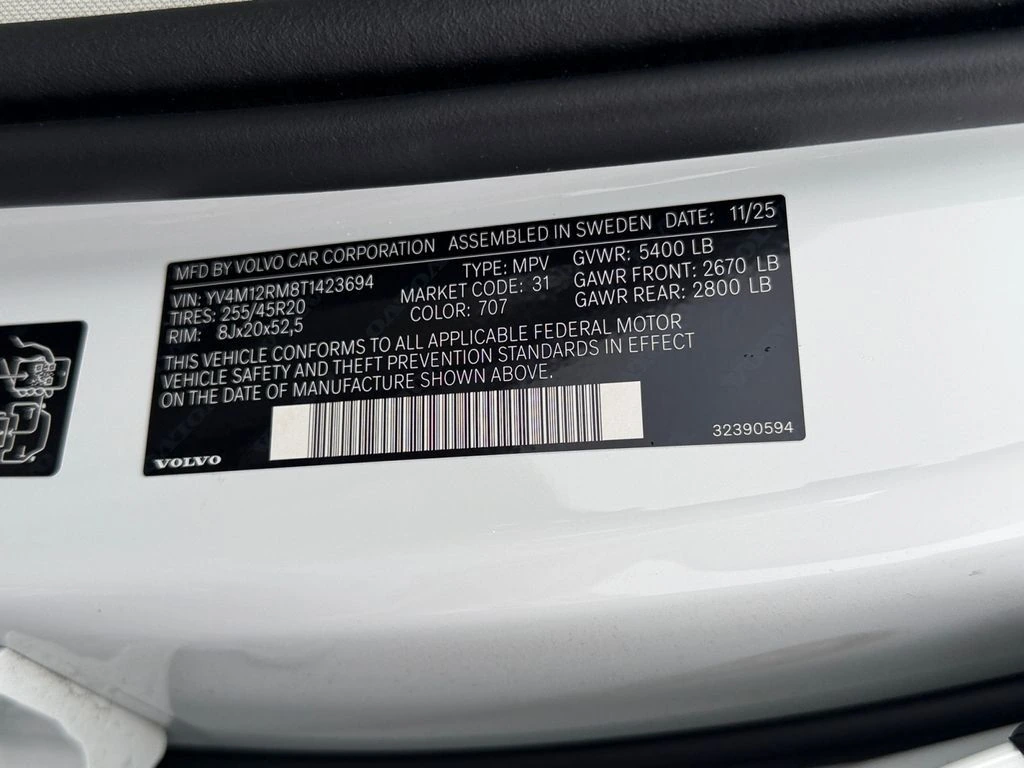 MFD BY VOLVO CAR CORPORATION ASSEMBLED IN SWEDEN DATE: 11/25
VIN: YV4M12RM8T1423694 TYPE: MPV GVWR: 5400 LB
TIRES: 255/45R20 MARKET CODE: 31 GAWR FRONT: 2670 LB
RIM: 8Jx20x52,5 COLOR: 707 GAWR REAR: 2800 LB
THIS VEHICLE CONFORMS TO ALL APPLICABLE FEDERAL MOTOR
VEHICLE SAFETY AND THEFT PREVENTION STANDARDS IN EFFECT
ON THE DATE OF MANUFACTURE SHOWN ABOVE.
VOLVO 32390594